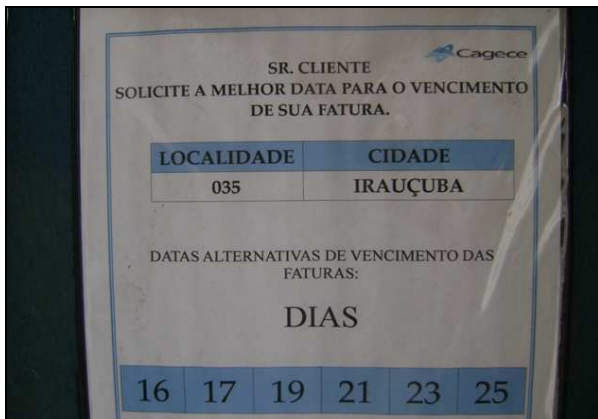 Cagece
SR. CLIENTE
SOLICITE A MELHOR DATA PARA O VENCIMENTO
DE SUA FATURA.
LOCALIDADE CIDADE
035 IRAUÇUBA
DATAS ALTERNATIVAS DE VENCIMENTO DAS
FATURAS:
DIAS
16 17 19 21 23 25